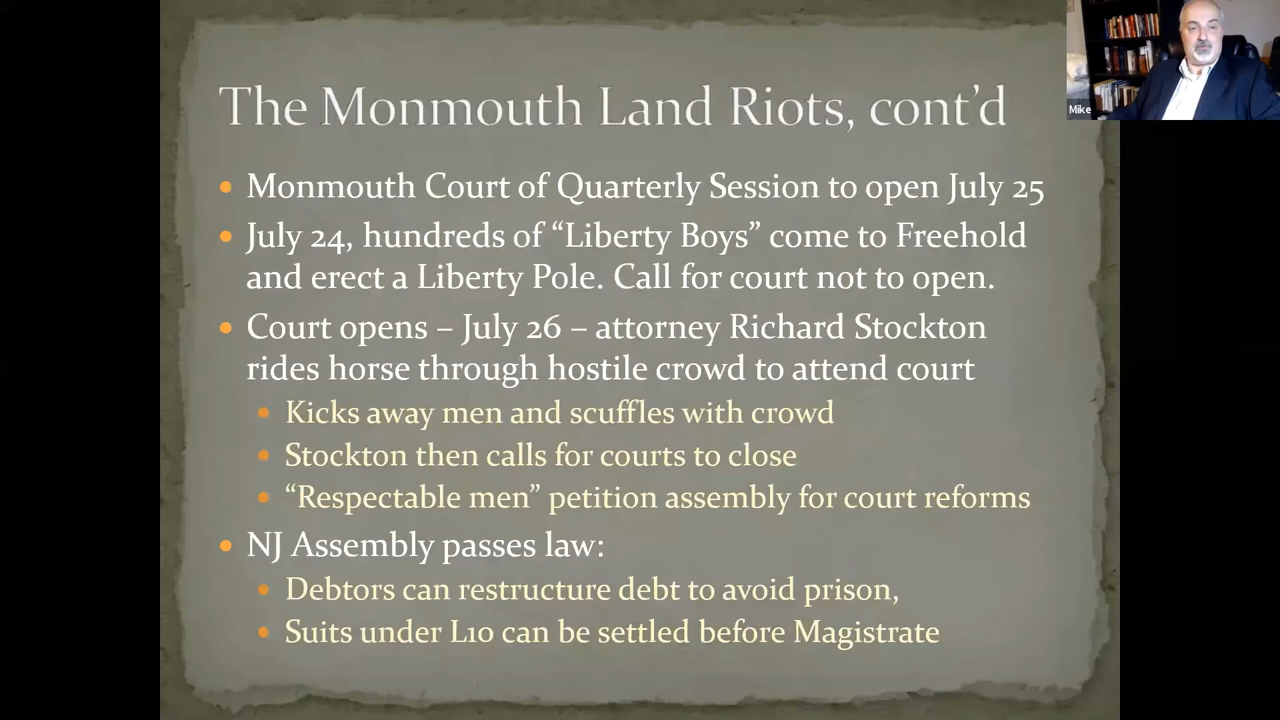 The Monmouth Land Riots, cont’d
Mike
• Monmouth Court of Quarterly Session to open July 25
• July 24, hundreds of “Liberty Boys” come to Freehold
and erect a Liberty Pole. Call for court not to open.
• Court opens – July 26 – attorney Richard Stockton
rides horse through hostile crowd to attend court
• Kicks away men and scuffles with crowd
• Stockton then calls for courts to close
• “Respectable men” petition assembly for court reforms
• NJ Assembly passes law:
• Debtors can restructure debt to avoid prison,
• Suits under L10 can be settled before Magistrate